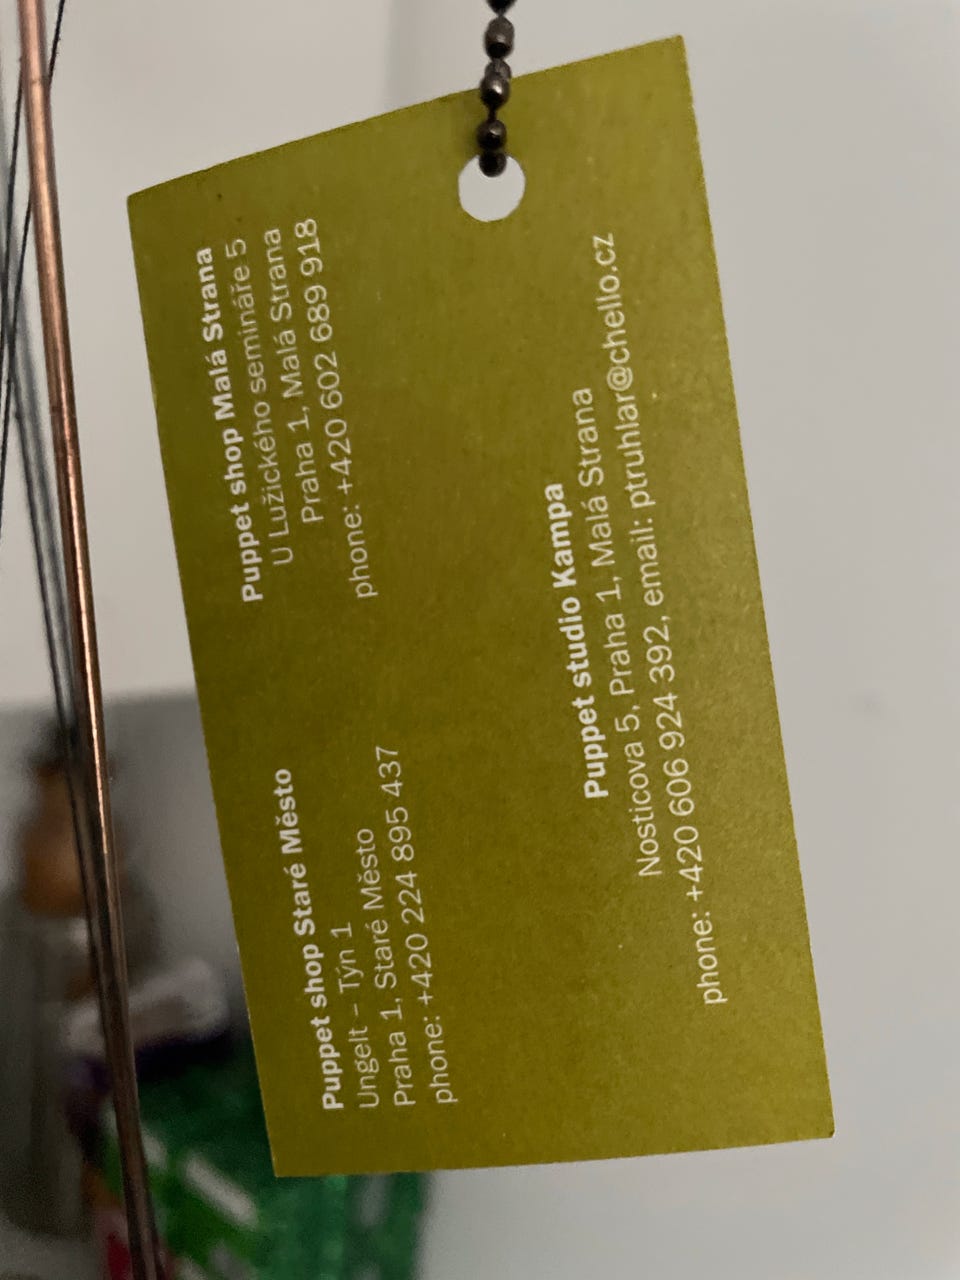 Puppet shop Staré Město
Ungelt – Týn 1
Praha 1, Staré Město
phone: +420 224 895 437
Puppet shop Malá Strana
U Lužického semináře 5
Praha 1, Malá Strana
phone: +420 602 689 918
Puppet studio Kampa
Nosticova 5, Praha 1, Malá Strana
phone: +420 606 924 392, email: ptruhlar@chello.cz